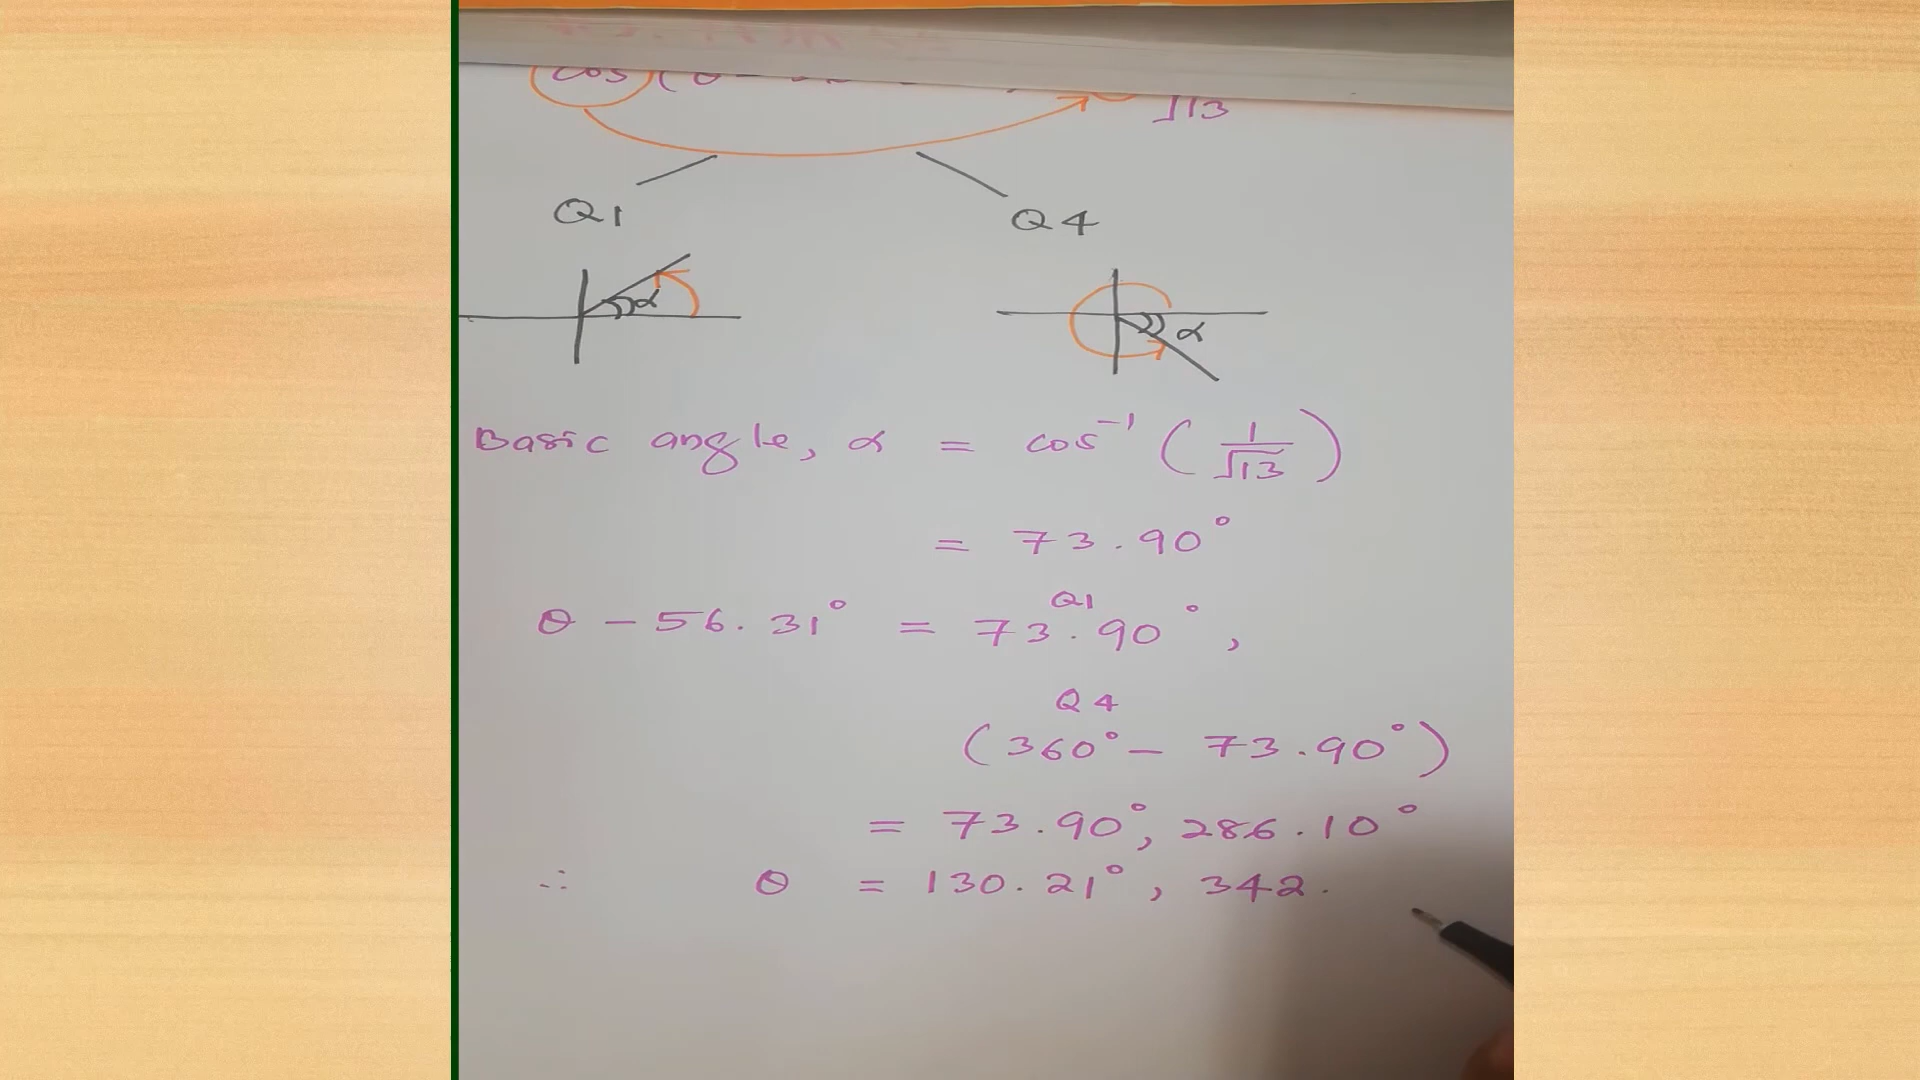 cos (θ
√13
Q1 Q4
α α
Basic angle, α = cos⁻¹ (1/√13)
= 73.90°
Q1
θ - 56.31° = 73.90°,
Q4
(360° - 73.90°)
= 73.90°, 286.10°
∴ θ = 130.21°, 342.